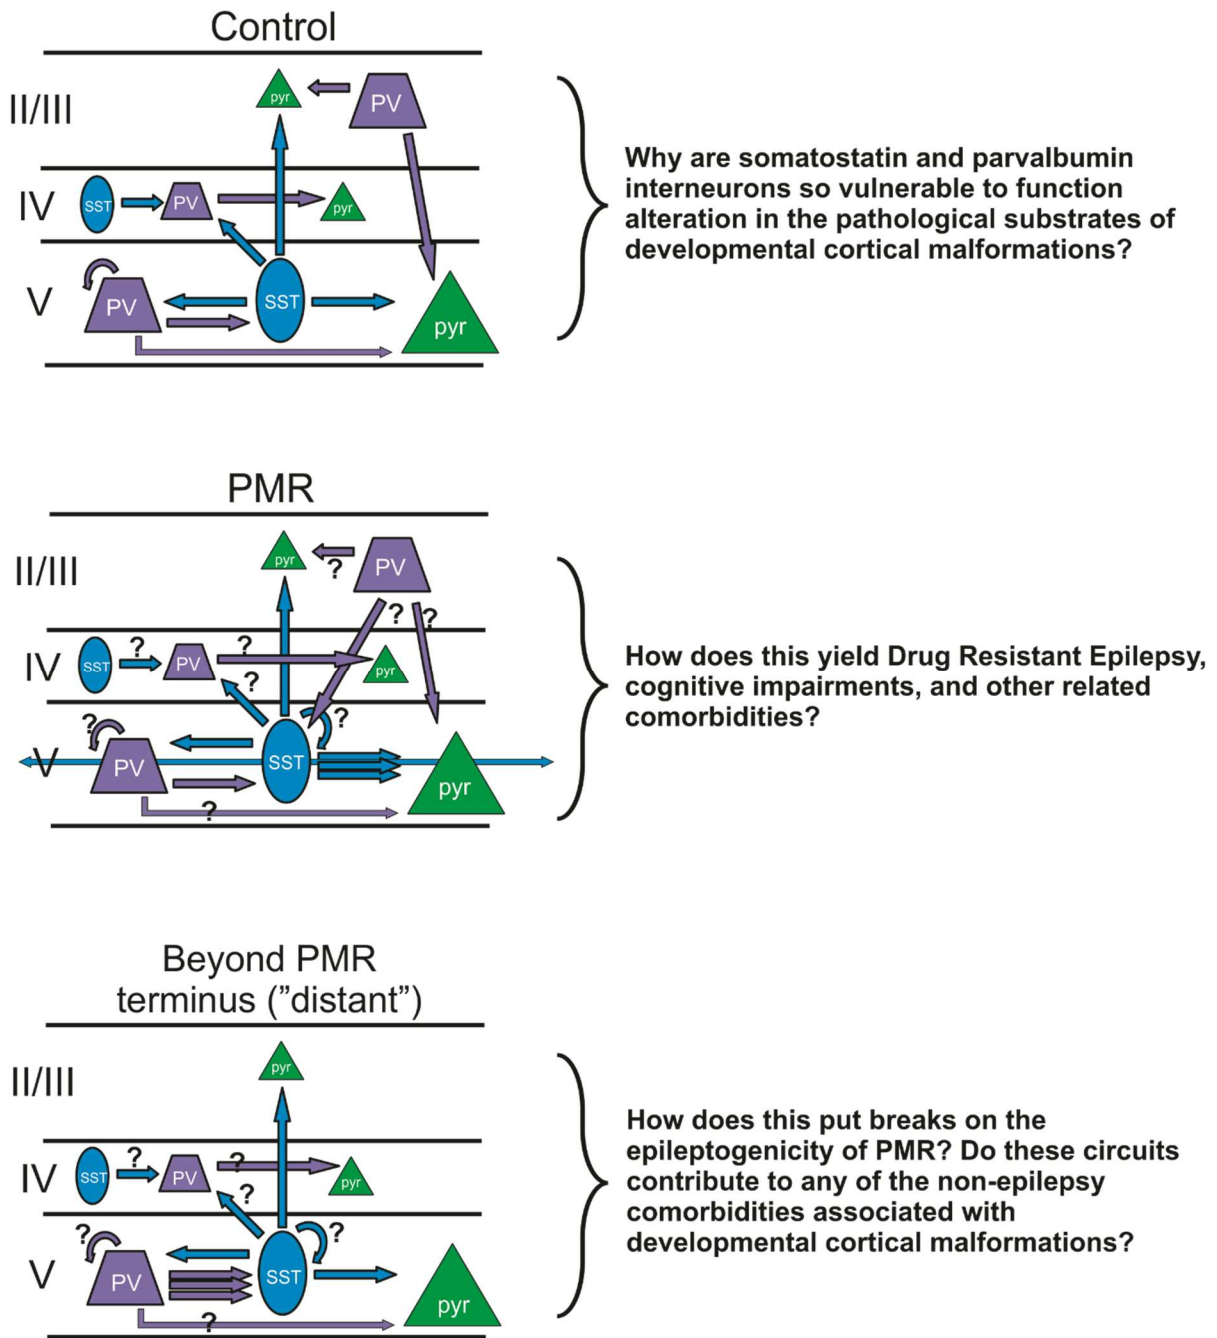 Control
II/III
pyr
PV
Why are somatostatin and parvalbumin
interneurons so vulnerable to function
alteration in the pathological substrates of
developmental cortical malformations?
IV
SST
PV
pyr
V
PV
SST
pyr
PMR
II/III
pyr
PV
?
? ?
How does this yield Drug Resistant Epilepsy,
cognitive impairments, and other related
comorbidities?
IV
SST
?
PV
?
pyr
?
V
?
PV
SST
?
pyr
?
Beyond PMR
terminus ("distant")
II/III
pyr
How does this put breaks on the
epileptogenicity of PMR? Do these circuits
contribute to any of the non-epilepsy
comorbidities associated with
developmental cortical malformations?
IV
SST
?
PV
?
pyr
?
V
?
PV
SST
?
pyr
?